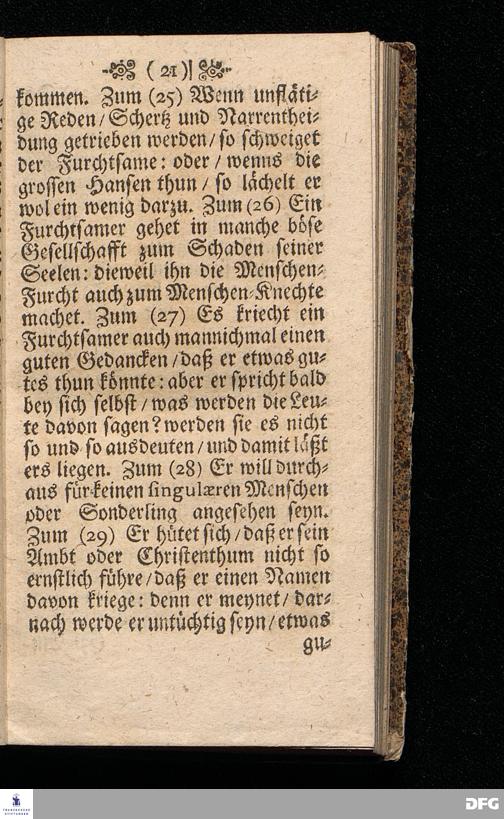 ( 21 )
kommen. Zum (25) Wenn unfläti-
ge Reden / Schertz und Narrenthei-
dung getrieben werden / so schweiget
der Furchtsame: oder / wenns die
grossen Hansen thun / so lächelt er
wol ein wenig darzu. Zum (26) Ein
Furchtsamer gehet in manche böse
Gesellschafft zum Schaden seiner
Seelen: dieweil ihn die Menschen-
Furcht auch zum Menschen-Knechte
machet. Zum (27) Es kriecht ein
Furchtsamer auch mannichmal einen
guten Gedancken / daß er etwas gu-
tes thun könnte: aber er spricht bald
bey sich selbst / was werden die Leu-
te davon sagen? werden sie es nicht
so und so ausdeuten / und damit läßt
ers liegen. Zum (28) Er will durch-
aus für keinen singulæren Menschen
oder Sonderling angesehen seyn.
Zum (29) Er hütet sich / daß er sein
Ambt oder Christenthum nicht so
ernstlich führe / daß er einen Namen
davon kriege: denn er meynet / dar-
nach werde er untüchtig seyn / etwas
gu-
FRANCKESCHE
STIFTUNGEN
DFG